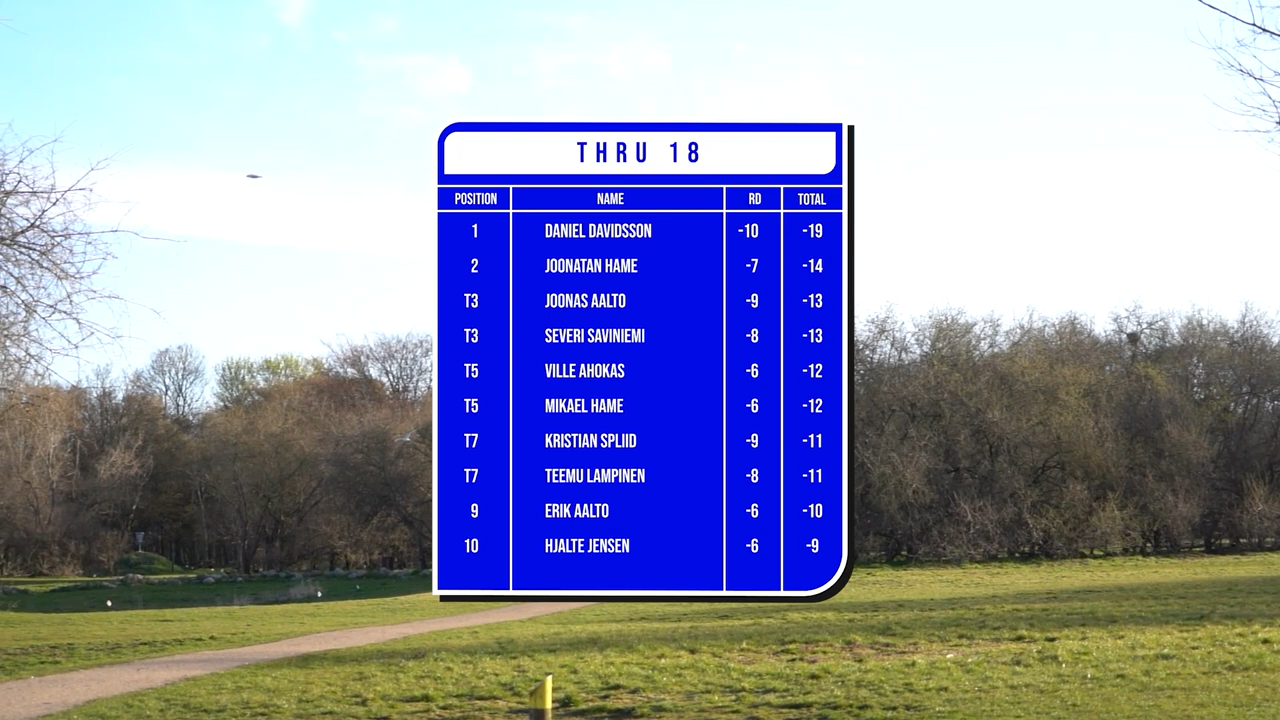 THRU 18
POSITION NAME RD TOTAL
1 DANIEL DAVIDSSON -10 -19
2 JOONATAN HAME -7 -14
T3 JOONAS AALTO -9 -13
T3 SEVERI SAVINIEMI -8 -13
T5 VILLE AHOKAS -6 -12
T5 MIKAEL HAME -6 -12
T7 KRISTIAN SPLIID -9 -11
T7 TEEMU LAMPINEN -8 -11
9 ERIK AALTO -6 -10
10 HJALTE JENSEN -6 -9